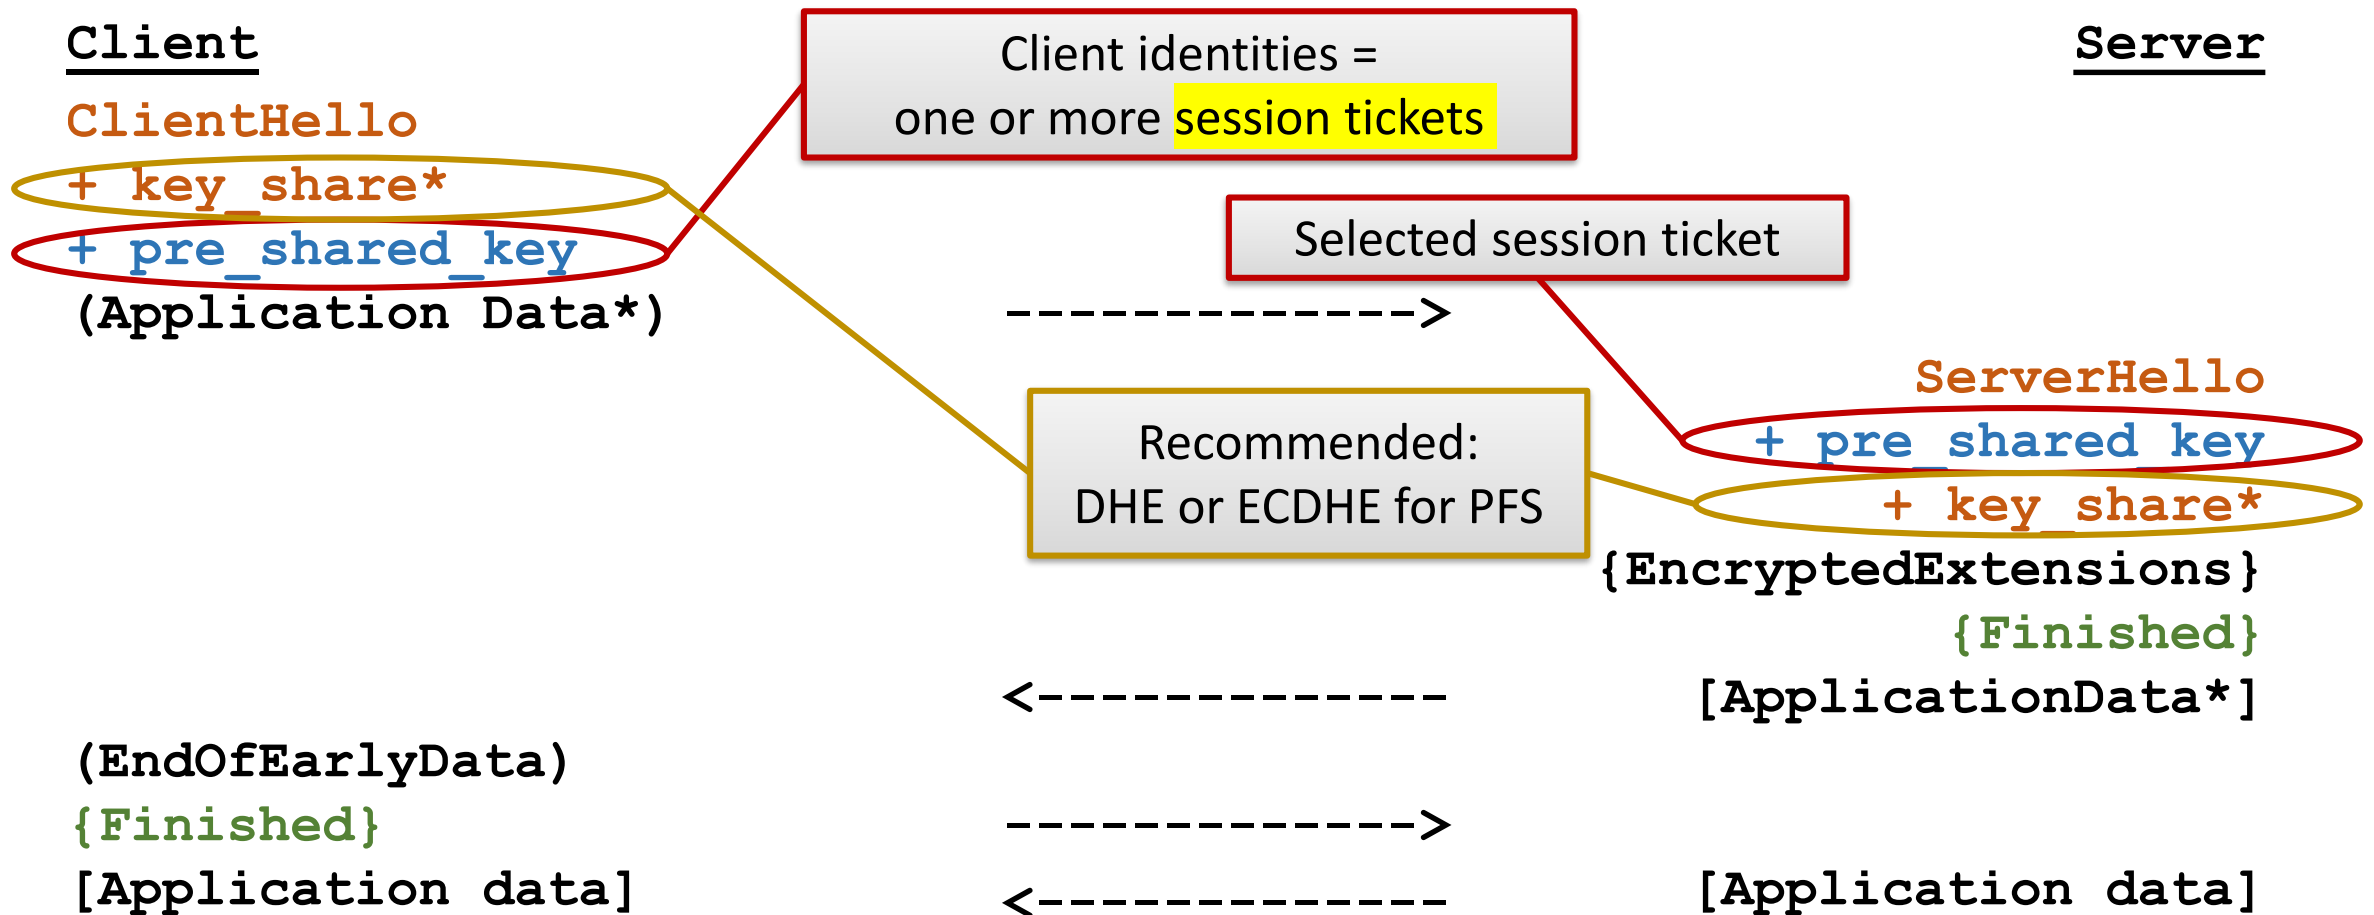 Client
Server
Client identities =
one or more session tickets
ClientHello
+ key_share*
+ pre_shared_key
Selected session ticket
(Application Data*)
-------------->
ServerHello
+ pre_shared_key
Recommended:
DHE or ECDHE for PFS
+ key_share*
{EncryptedExtensions}
{Finished}
<-------------
[ApplicationData*]
(EndOfEarlyData)
{Finished}
-------------->
[Application data]
<-------------
[Application data]